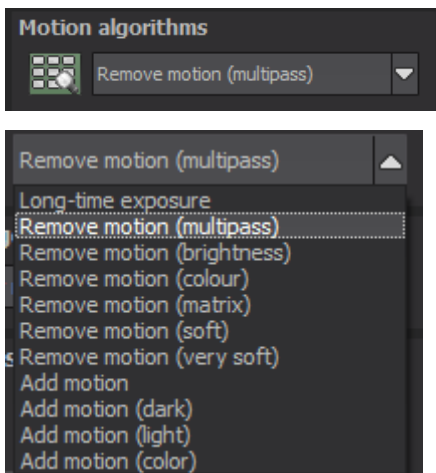 Motion algorithms
Remove motion (multipass)
Remove motion (multipass)
Long-time exposure
Remove motion (multipass)
Remove motion (brightness)
Remove motion (colour)
Remove motion (matrix)
Remove motion (soft)
Remove motion (very soft)
Add motion
Add motion (dark)
Add motion (light)
Add motion (color)